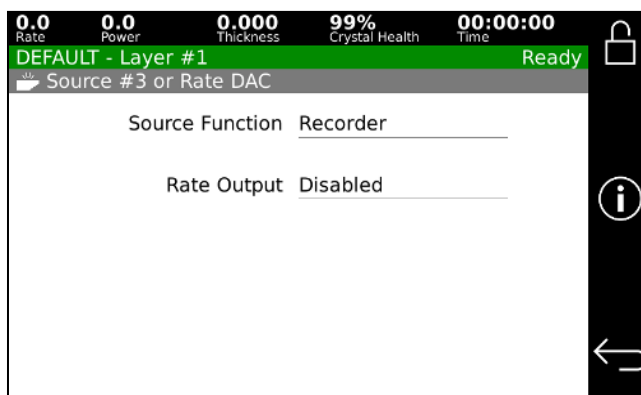 0.0 0.0 0.000 99% 00:00:00
Rate Power Thickness Crystal Health Time
DEFAULT - Layer #1 Ready
Source #3 or Rate DAC
Source Function Recorder
Rate Output Disabled